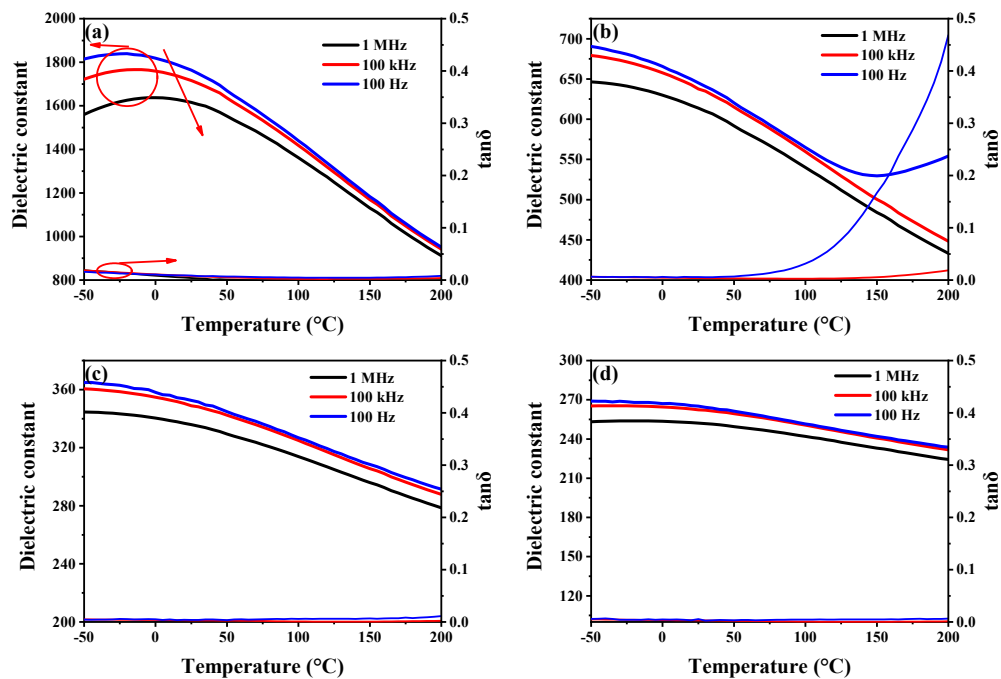 (a)
1 MHz
100 kHz
100 Hz
2000
1800
1600
1400
1200
1000
800
0.5
0.4
0.3
0.2
0.1
0.0
-50
0
50
100
150
200
Dielectric constant
tanδ
Temperature (°C)
(b)
1 MHz
100 kHz
100 Hz
700
650
600
550
500
450
400
0.5
0.4
0.3
0.2
0.1
0.0
-50
0
50
100
150
200
Dielectric constant
tanδ
Temperature (°C)
(c)
1 MHz
100 kHz
100 Hz
360
320
280
240
200
0.5
0.4
0.3
0.2
0.1
0.0
-50
0
50
100
150
200
Dielectric constant
tanδ
Temperature (°C)
(d)
1 MHz
100 kHz
100 Hz
300
270
240
210
180
150
120
0.5
0.4
0.3
0.2
0.1
0.0
-50
0
50
100
150
200
Dielectric constant
tanδ
Temperature (°C)